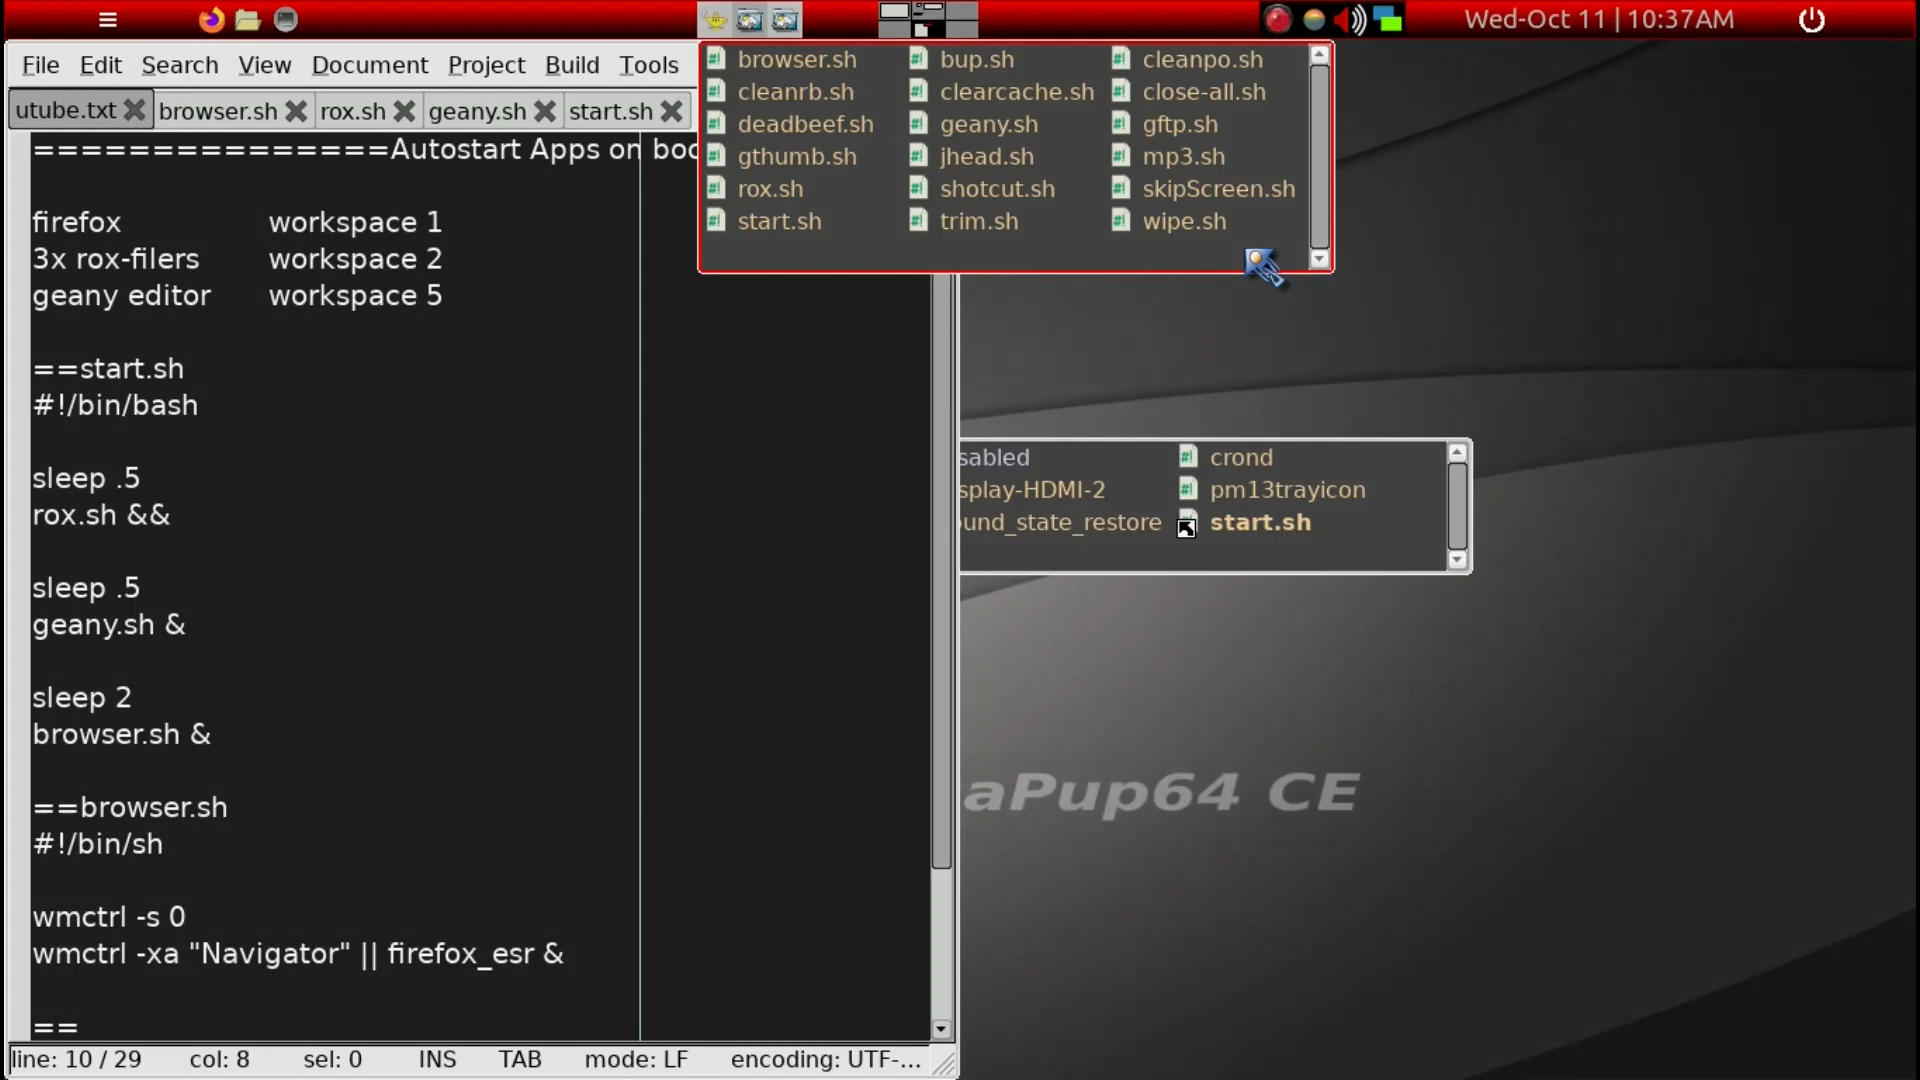 Wed-Oct 11 | 10:37AM
File Edit Search View Document Project Build Tools
utube.txt browser.sh rox.sh geany.sh start.sh
===============Autostart Apps on boo
firefox workspace 1
3x rox-filers workspace 2
geany editor workspace 5
==start.sh
#!/bin/bash
sleep .5
rox.sh &&
sleep .5
geany.sh &
sleep 2
browser.sh &
==browser.sh
#!/bin/sh
wmctrl -s 0
wmctrl -xa "Navigator" || firefox_esr &
==
line: 10 / 29 col: 8 sel: 0 INS TAB mode: LF encoding: UTF-...
browser.sh bup.sh cleanpo.sh
cleanrb.sh clearcache.sh close-all.sh
deadbeef.sh geany.sh gftp.sh
gthumb.sh jhead.sh mp3.sh
rox.sh shotcut.sh skipScreen.sh
start.sh trim.sh wipe.sh
sabled crond
splay-HDMI-2 pm13trayicon
und_state_restore start.sh
aPup64 CE